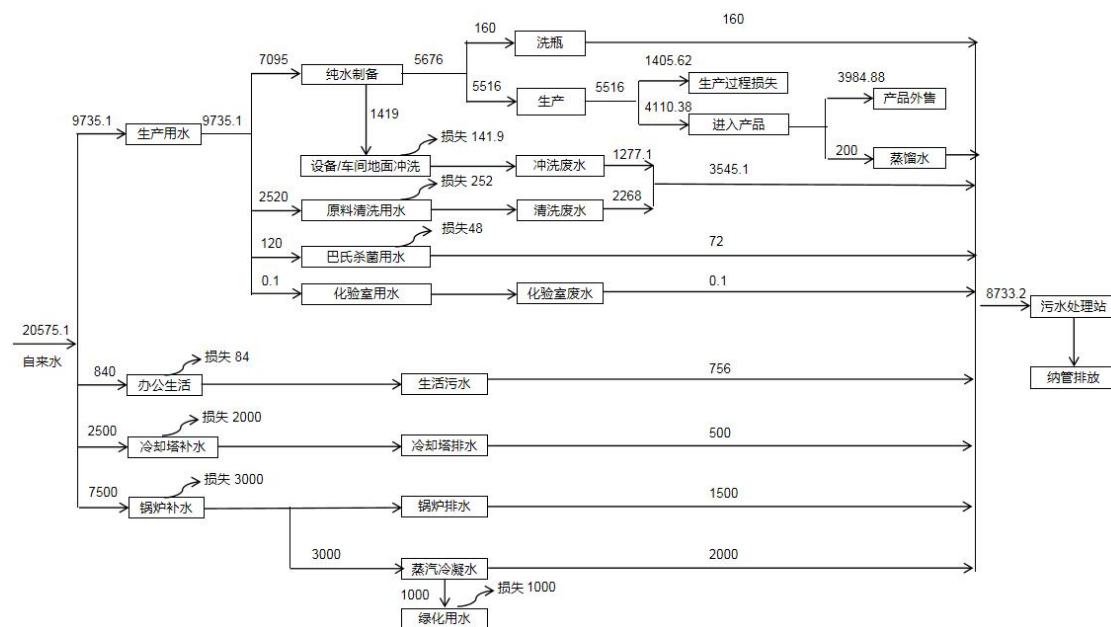 160
160
洗瓶
1405.62
3984.88
7095
纯水制备
5676
5516
生产
5516
生产过程损失
产品外售
4110.38
进入产品
9735.1
生产用水
9735.1
1419
损失 141.9
200
蒸馏水
设备/车间地面冲洗
冲洗废水
1277.1
3545.1
损失 252
2520
原料清洗用水
清洗废水
2268
损失48
120
巴氏杀菌用水
72
0.1
化验室用水
化验室废水
0.1
8733.2
污水处理站
20575.1
自来水
损失 84
840
办公生活
生活污水
756
纳管排放
损失 2000
2500
冷却塔补水
冷却塔排水
500
损失 3000
7500
锅炉补水
锅炉排水
1500
3000
蒸汽冷凝水
2000
1000
损失 1000
绿化用水